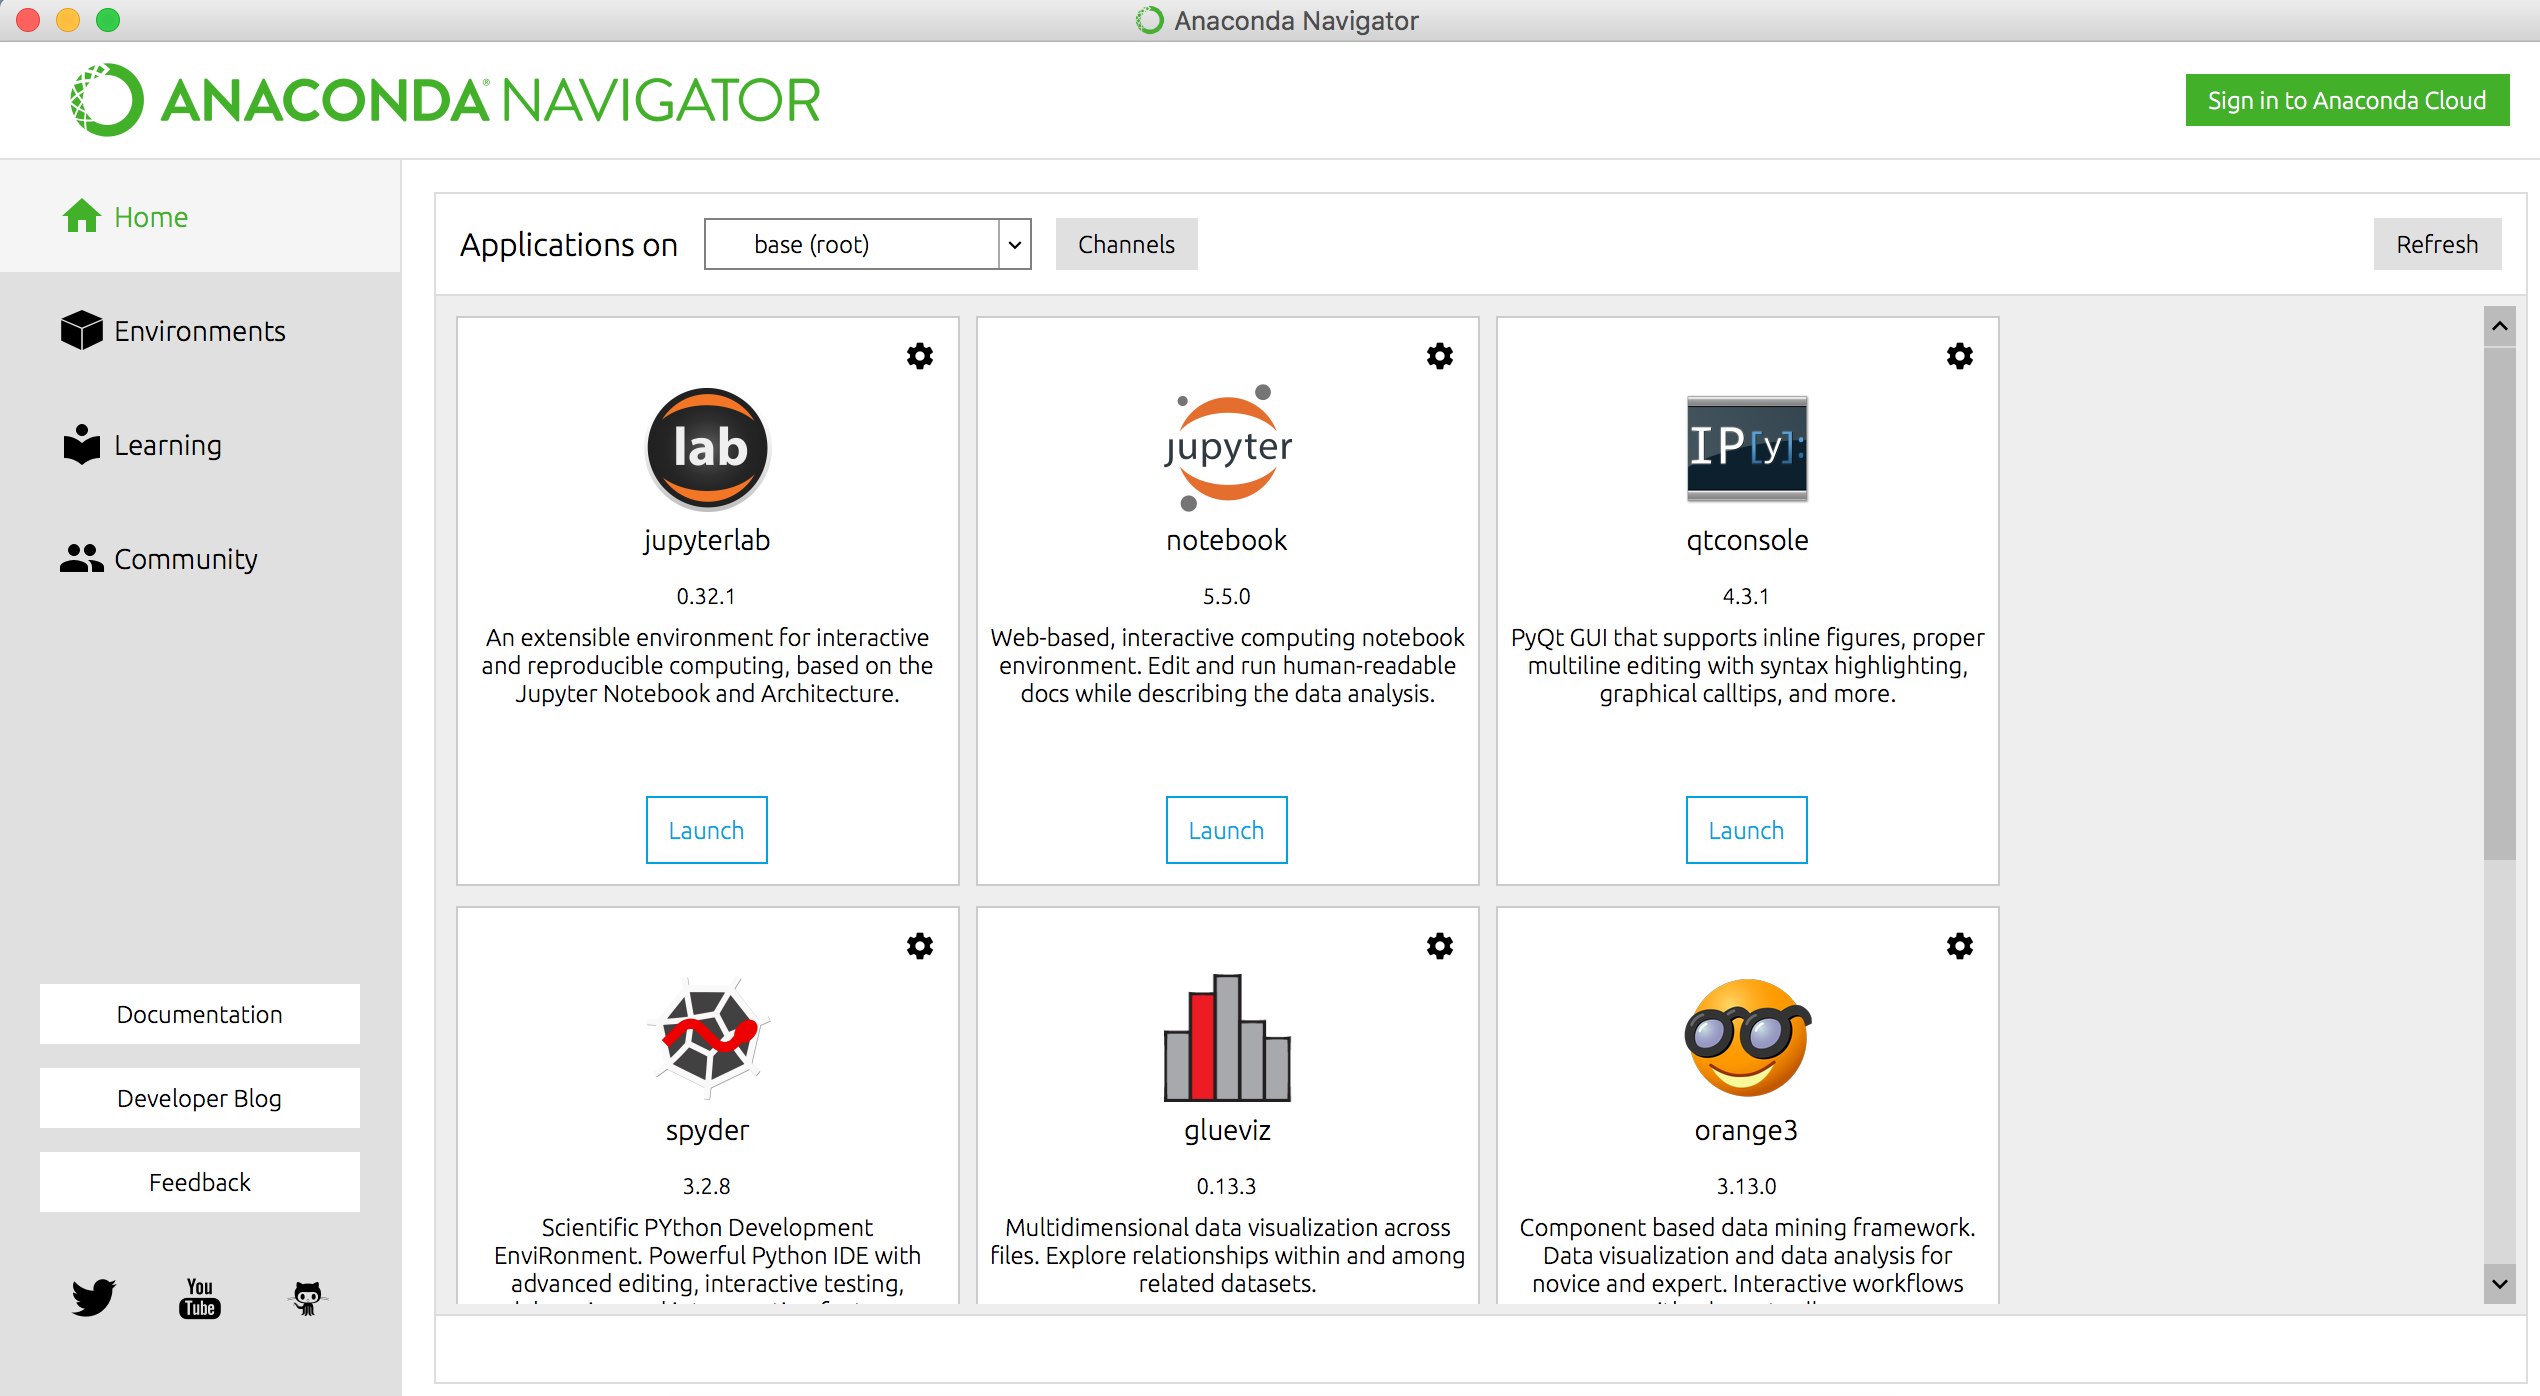 Anaconda Navigator
ANACONDA® NAVIGATOR
Sign in to Anaconda Cloud
Home
Environments
Learning
Community
Documentation
Developer Blog
Feedback
You
Tube
Applications on
base (root)
Channels
Refresh
lab
jupyterlab
0.32.1
An extensible environment for interactive
and reproducible computing, based on the
Jupyter Notebook and Architecture.
Launch
jupyter
notebook
5.5.0
Web-based, interactive computing notebook
environment. Edit and run human-readable
docs while describing the data analysis.
Launch
IP[y]:
qtconsole
4.3.1
PyQt GUI that supports inline figures, proper
multiline editing with syntax highlighting,
graphical calltips, and more.
Launch
spyder
3.2.8
Scientific PYthon Development
EnviRonment. Powerful Python IDE with
advanced editing, interactive testing,
glueviz
0.13.3
Multidimensional data visualization across
files. Explore relationships within and among
related datasets.
orange3
3.13.0
Component based data mining framework.
Data visualization and data analysis for
novice and expert. Interactive workflows